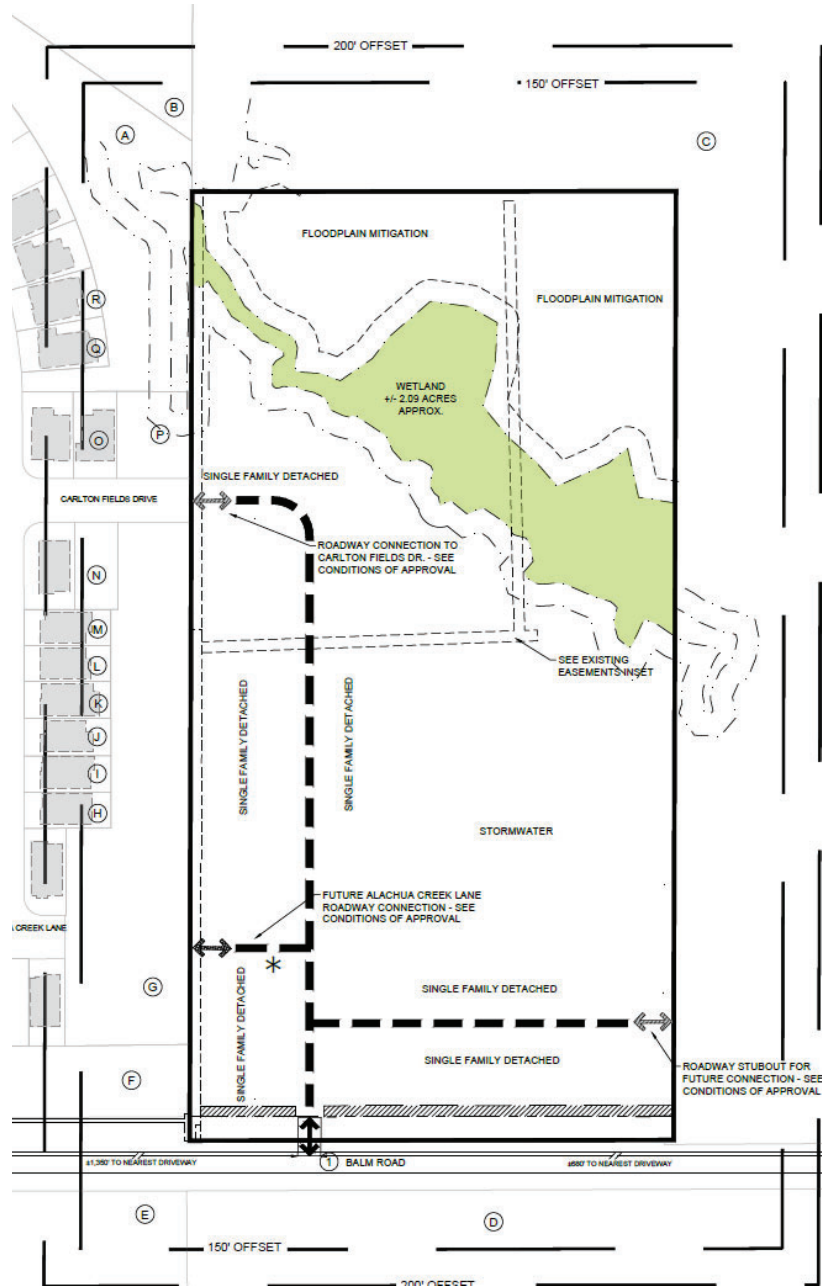 200' OFFSET
150' OFFSET
B
A
C
FLOODPLAIN MITIGATION
FLOODPLAIN MITIGATION
R
Q
WETLAND
+/- 2.09 ACRES
APPROX.
P
O
SINGLE FAMILY DETACHED
CARLTON FIELDS DRIVE
ROADWAY CONNECTION TO
CARLTON FIELDS DR. - SEE
CONDITIONS OF APPROVAL
N
M
L
SEE EXISTING
EASEMENTS INSET
K
SINGLE FAMILY DETACHED
SINGLE FAMILY DETACHED
J
I
H
STORMWATER
FUTURE ALACHUA CREEK LANE
ROADWAY CONNECTION - SEE
CONDITIONS OF APPROVAL
CREEK LANE
*
G
SINGLE FAMILY DETACHED
SINGLE FAMILY DETACHED
SINGLE FAMILY DETACHED
F
ROADWAY STUBOUT FOR
FUTURE CONNECTION - SEE
CONDITIONS OF APPROVAL
±1,350' TO NEAREST DRIVEWAY
1
BALM ROAD
±680' TO NEAREST DRIVEWAY
E
D
150' OFFSET
200' OFFSET